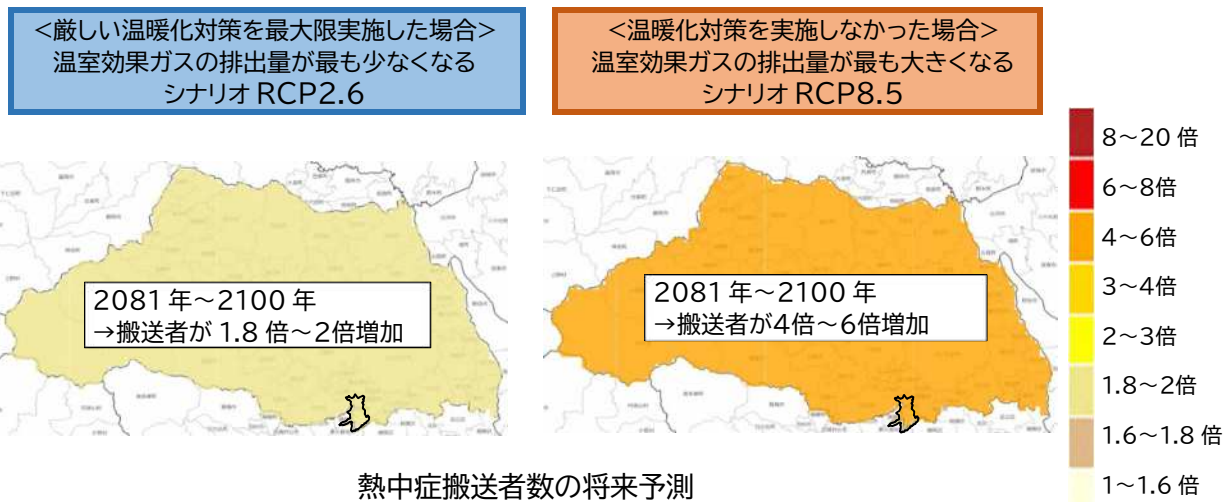 <厳しい温暖化対策を最大限実施した場合>
温室効果ガスの排出量が最も少なくなる
シナリオ RCP2.6
<温暖化対策を実施しなかった場合>
温室効果ガスの排出量が最も大きくなる
シナリオ RCP8.5
2081 年～2100 年
→搬送者が 1.8 倍～2倍増加
2081 年～2100 年
→搬送者が4倍～6倍増加
8～20 倍
6～8倍
4～6倍
3～4倍
2～3倍
1.8～2倍
1.6～1.8 倍
1～1.6 倍
熱中症搬送者数の将来予測